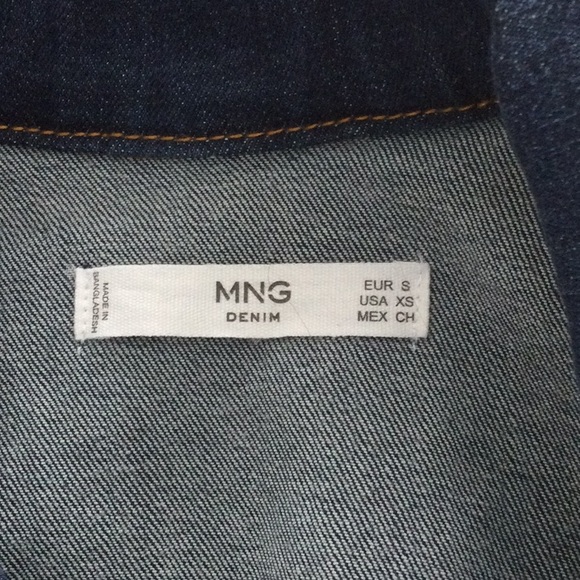 MADE IN
BANGLADESH
MNG
DENIM
EUR S
USA XS
MEX CH